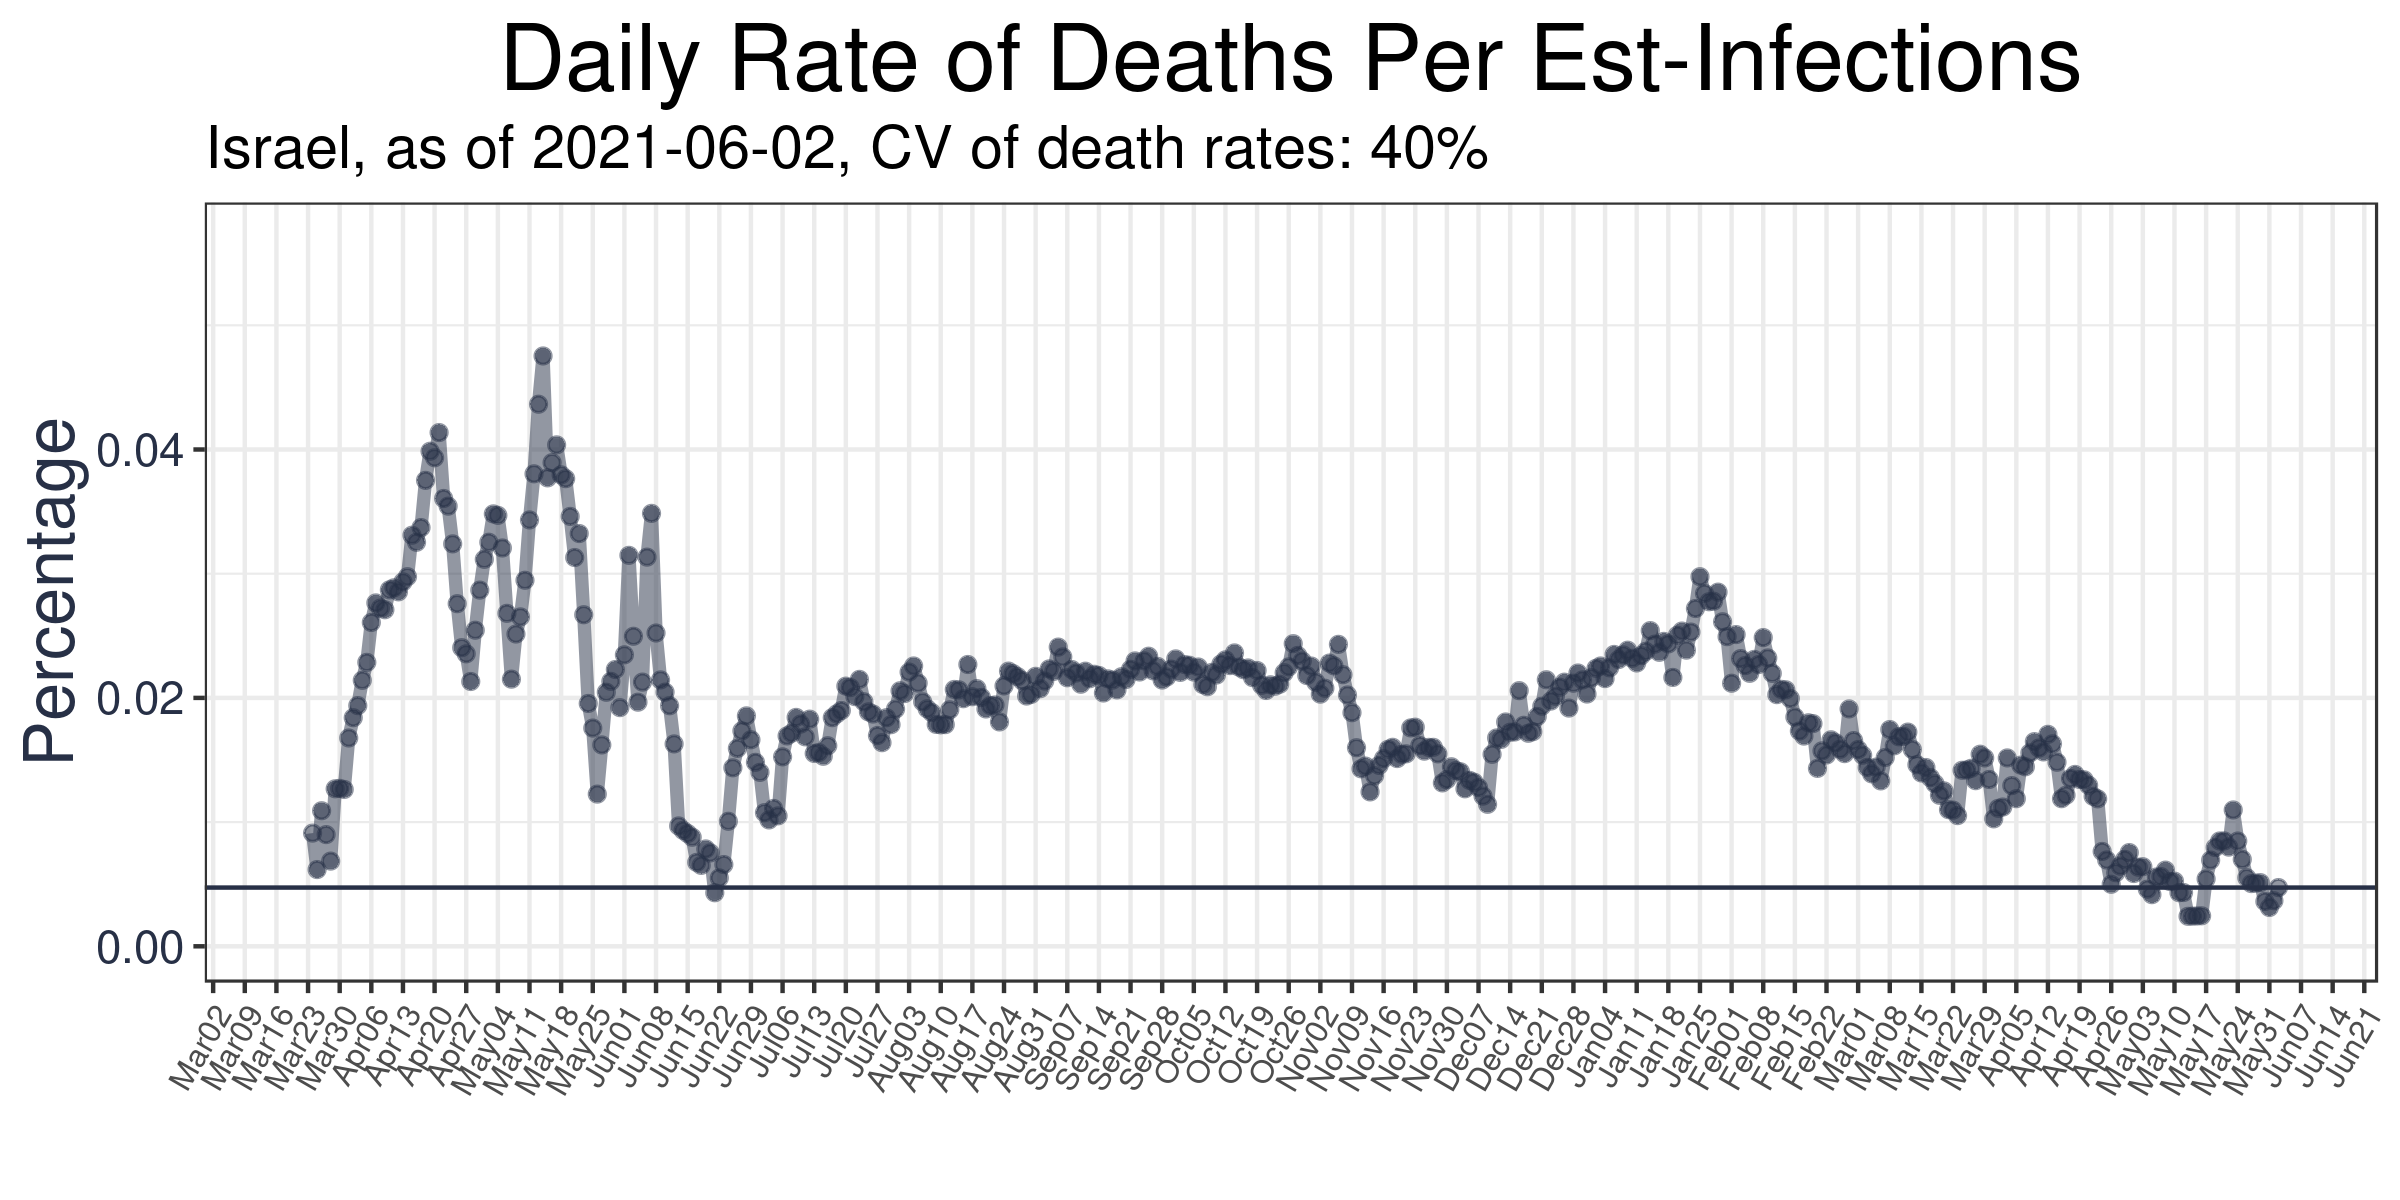 Daily Rate of Deaths Per Est-Infections
Israel, as of 2021-06-02, CV of death rates: 40%
Percentage
0.04
0.02
0.00
Mar02
Mar09
Mar16
Mar23
Mar30
Apr06
Apr13
Apr20
Apr27
May04
May11
May18
May25
Jun01
Jun08
Jun15
Jun22
Jun29
Jul06
Jul13
Jul20
Jul27
Aug03
Aug10
Aug17
Aug24
Aug31
Sep07
Sep14
Sep21
Sep28
Oct05
Oct12
Oct19
Oct26
Nov02
Nov09
Nov16
Nov23
Nov30
Dec07
Dec14
Dec21
Dec28
Jan04
Jan11
Jan18
Jan25
Feb01
Feb08
Feb15
Feb22
Mar01
Mar08
Mar15
Mar22
Mar29
Apr05
Apr12
Apr19
Apr26
May03
May10
May17
May24
May31
Jun07
Jun14
Jun21